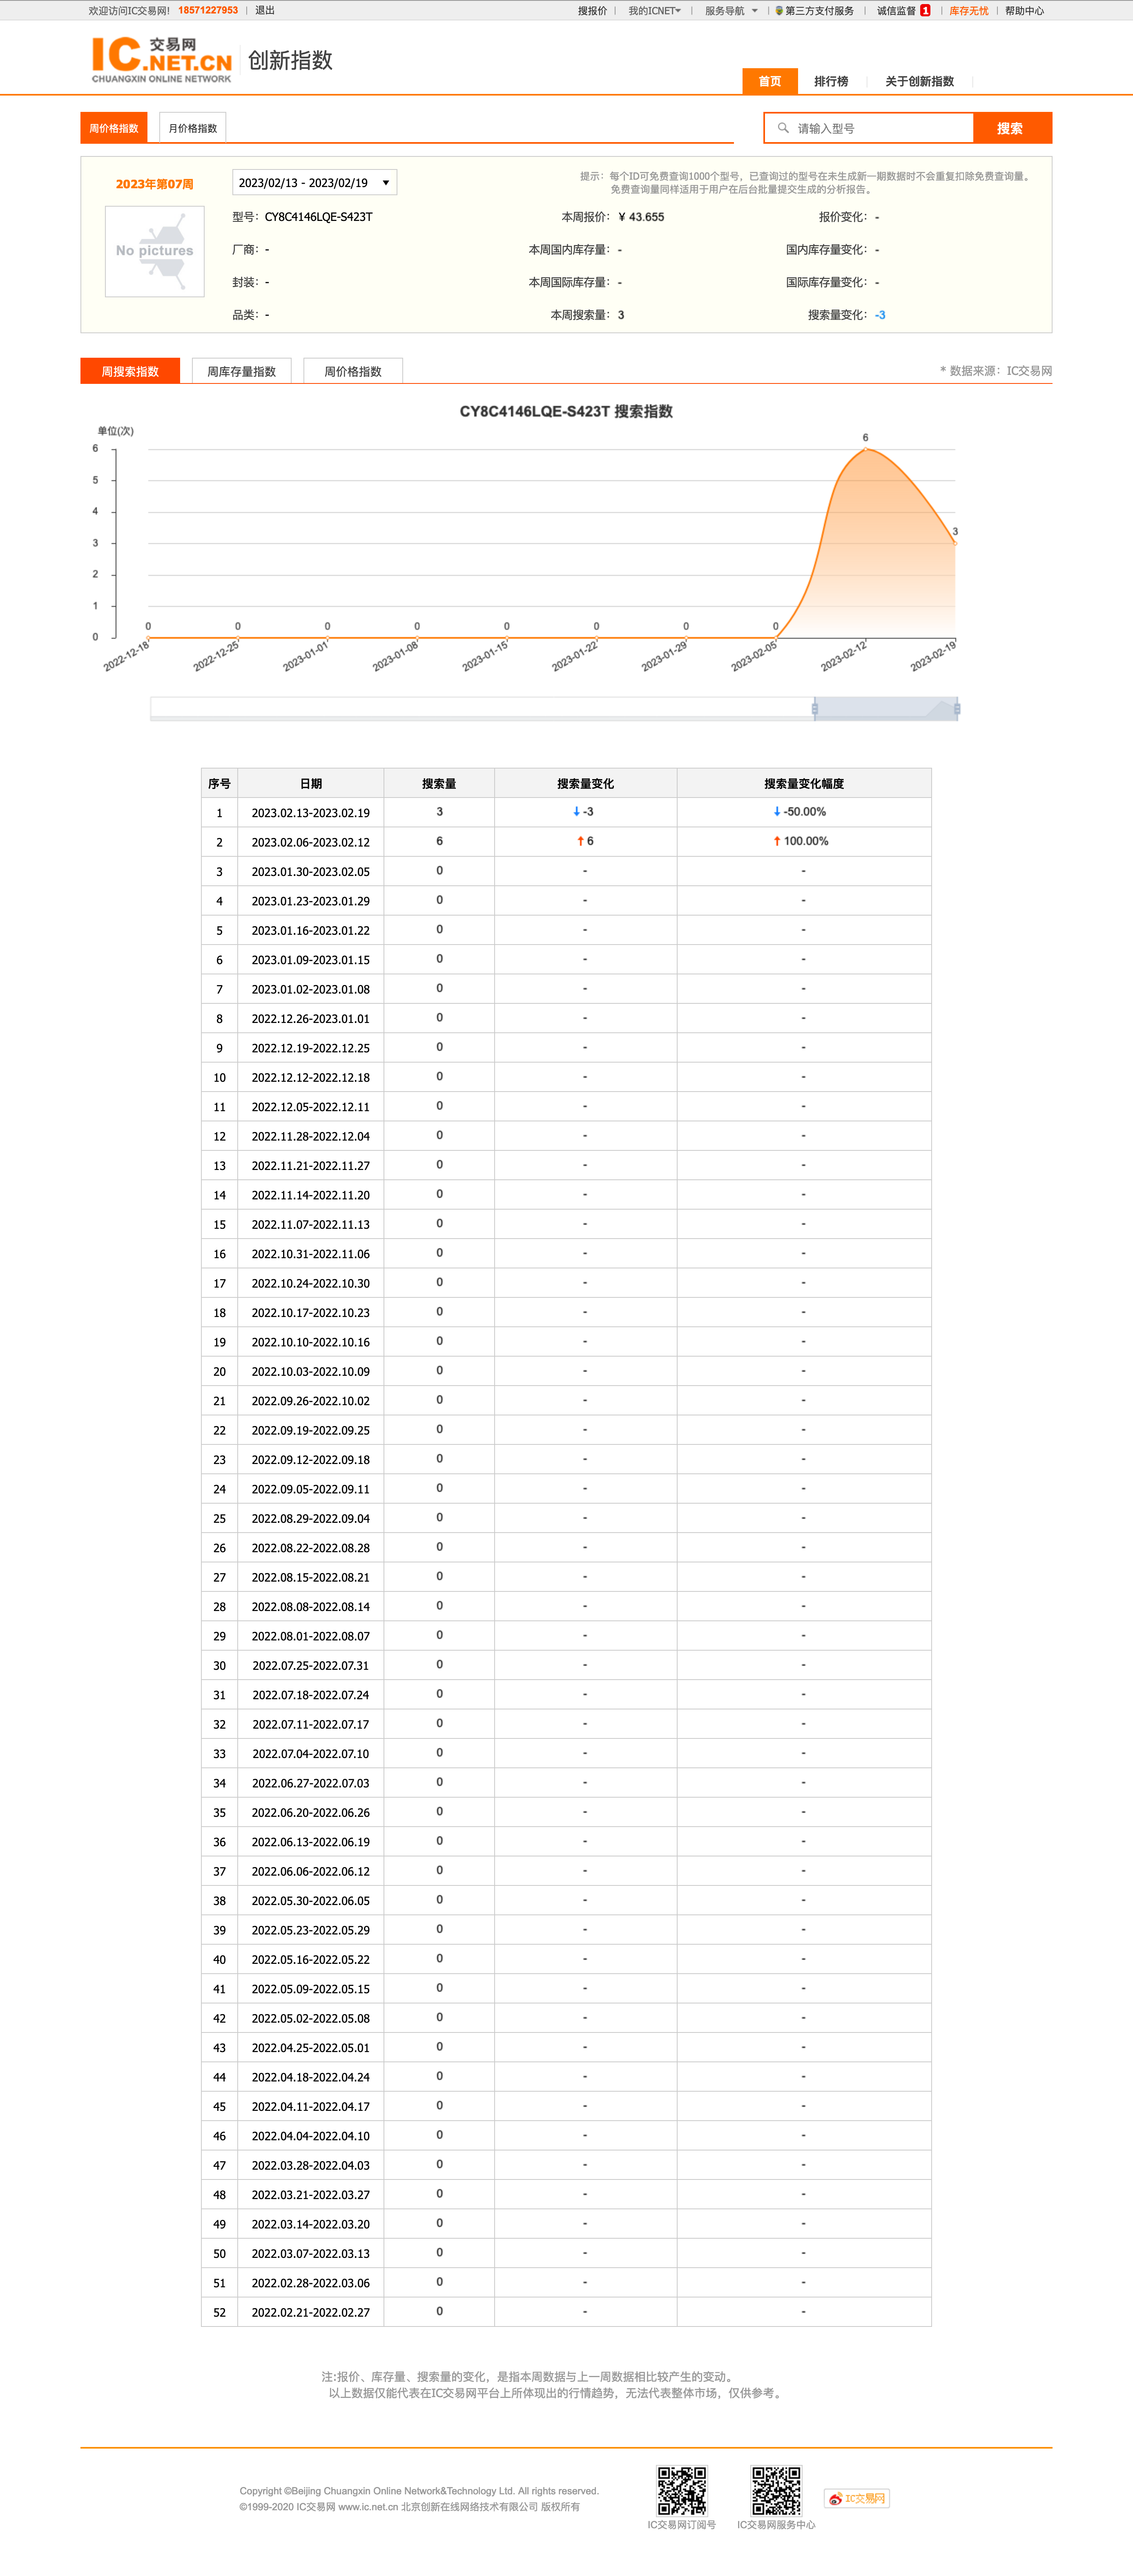 欢迎访问IC交易网! 18571227953 | 退出 搜报价 | 我的ICNET | 服务导航 | 第三方支付服务 | 诚信监督 1 | 库存无忧 | 帮助中心
IC 交易网
.NET.CN
CHUANGXIN ONLINE NETWORK
创新指数
首页 排行榜 关于创新指数
周价格指数 月价格指数 请输入型号 搜索
2023年第07周 2023/02/13 - 2023/02/19 提示：每个ID可免费查询1000个型号，已查询过的型号在未生成新一期数据时不会重复扣除免费查询量。
免费查询量同样适用于用户在后台批量提交生成的分析报告。
No pictures
型号：CY8C4146LQE-S423T 本周报价：¥ 43.655 报价变化：-
厂商：- 本周国内库存量：- 国内库存量变化：-
封装：- 本周国际库存量：- 国际库存量变化：-
品类：- 本周搜索量：3 搜索量变化：-3
周搜索指数 周库存量指数 周价格指数 * 数据来源：IC交易网
CY8C4146LQE-S423T 搜索指数
单位(次)
6
5
4
3
2
1
0
0 0 0 0 0 0 0 0 6 3
2022-12-18 2022-12-25 2023-01-01 2023-01-08 2023-01-15 2023-01-22 2023-01-29 2023-02-05 2023-02-12 2023-02-19
序号 日期 搜索量 搜索量变化 搜索量变化幅度
1 2023.02.13-2023.02.19 3 ↓ -3 ↓ -50.00%
2 2023.02.06-2023.02.12 6 ↑ 6 ↑ 100.00%
3 2023.01.30-2023.02.05 0 - -
4 2023.01.23-2023.01.29 0 - -
5 2023.01.16-2023.01.22 0 - -
6 2023.01.09-2023.01.15 0 - -
7 2023.01.02-2023.01.08 0 - -
8 2022.12.26-2023.01.01 0 - -
9 2022.12.19-2022.12.25 0 - -
10 2022.12.12-2022.12.18 0 - -
11 2022.12.05-2022.12.11 0 - -
12 2022.11.28-2022.12.04 0 - -
13 2022.11.21-2022.11.27 0 - -
14 2022.11.14-2022.11.20 0 - -
15 2022.11.07-2022.11.13 0 - -
16 2022.10.31-2022.11.06 0 - -
17 2022.10.24-2022.10.30 0 - -
18 2022.10.17-2022.10.23 0 - -
19 2022.10.10-2022.10.16 0 - -
20 2022.10.03-2022.10.09 0 - -
21 2022.09.26-2022.10.02 0 - -
22 2022.09.19-2022.09.25 0 - -
23 2022.09.12-2022.09.18 0 - -
24 2022.09.05-2022.09.11 0 - -
25 2022.08.29-2022.09.04 0 - -
26 2022.08.22-2022.08.28 0 - -
27 2022.08.15-2022.08.21 0 - -
28 2022.08.08-2022.08.14 0 - -
29 2022.08.01-2022.08.07 0 - -
30 2022.07.25-2022.07.31 0 - -
31 2022.07.18-2022.07.24 0 - -
32 2022.07.11-2022.07.17 0 - -
33 2022.07.04-2022.07.10 0 - -
34 2022.06.27-2022.07.03 0 - -
35 2022.06.20-2022.06.26 0 - -
36 2022.06.13-2022.06.19 0 - -
37 2022.06.06-2022.06.12 0 - -
38 2022.05.30-2022.06.05 0 - -
39 2022.05.23-2022.05.29 0 - -
40 2022.05.16-2022.05.22 0 - -
41 2022.05.09-2022.05.15 0 - -
42 2022.05.02-2022.05.08 0 - -
43 2022.04.25-2022.05.01 0 - -
44 2022.04.18-2022.04.24 0 - -
45 2022.04.11-2022.04.17 0 - -
46 2022.04.04-2022.04.10 0 - -
47 2022.03.28-2022.04.03 0 - -
48 2022.03.21-2022.03.27 0 - -
49 2022.03.14-2022.03.20 0 - -
50 2022.03.07-2022.03.13 0 - -
51 2022.02.28-2022.03.06 0 - -
52 2022.02.21-2022.02.27 0 - -
注:报价、库存量、搜索量的变化，是指本周数据与上一周数据相比较产生的变动。
以上数据仅能代表在IC交易网平台上所体现出的行情趋势，无法代表整体市场，仅供参考。
Copyright ©Beijing Chuangxin Online Network&Technology Ltd. All rights reserved.
©1999-2020 IC交易网 www.ic.net.cn 北京创新在线网络技术有限公司 版权所有
IC交易网订阅号 IC交易网服务中心 IC交易网